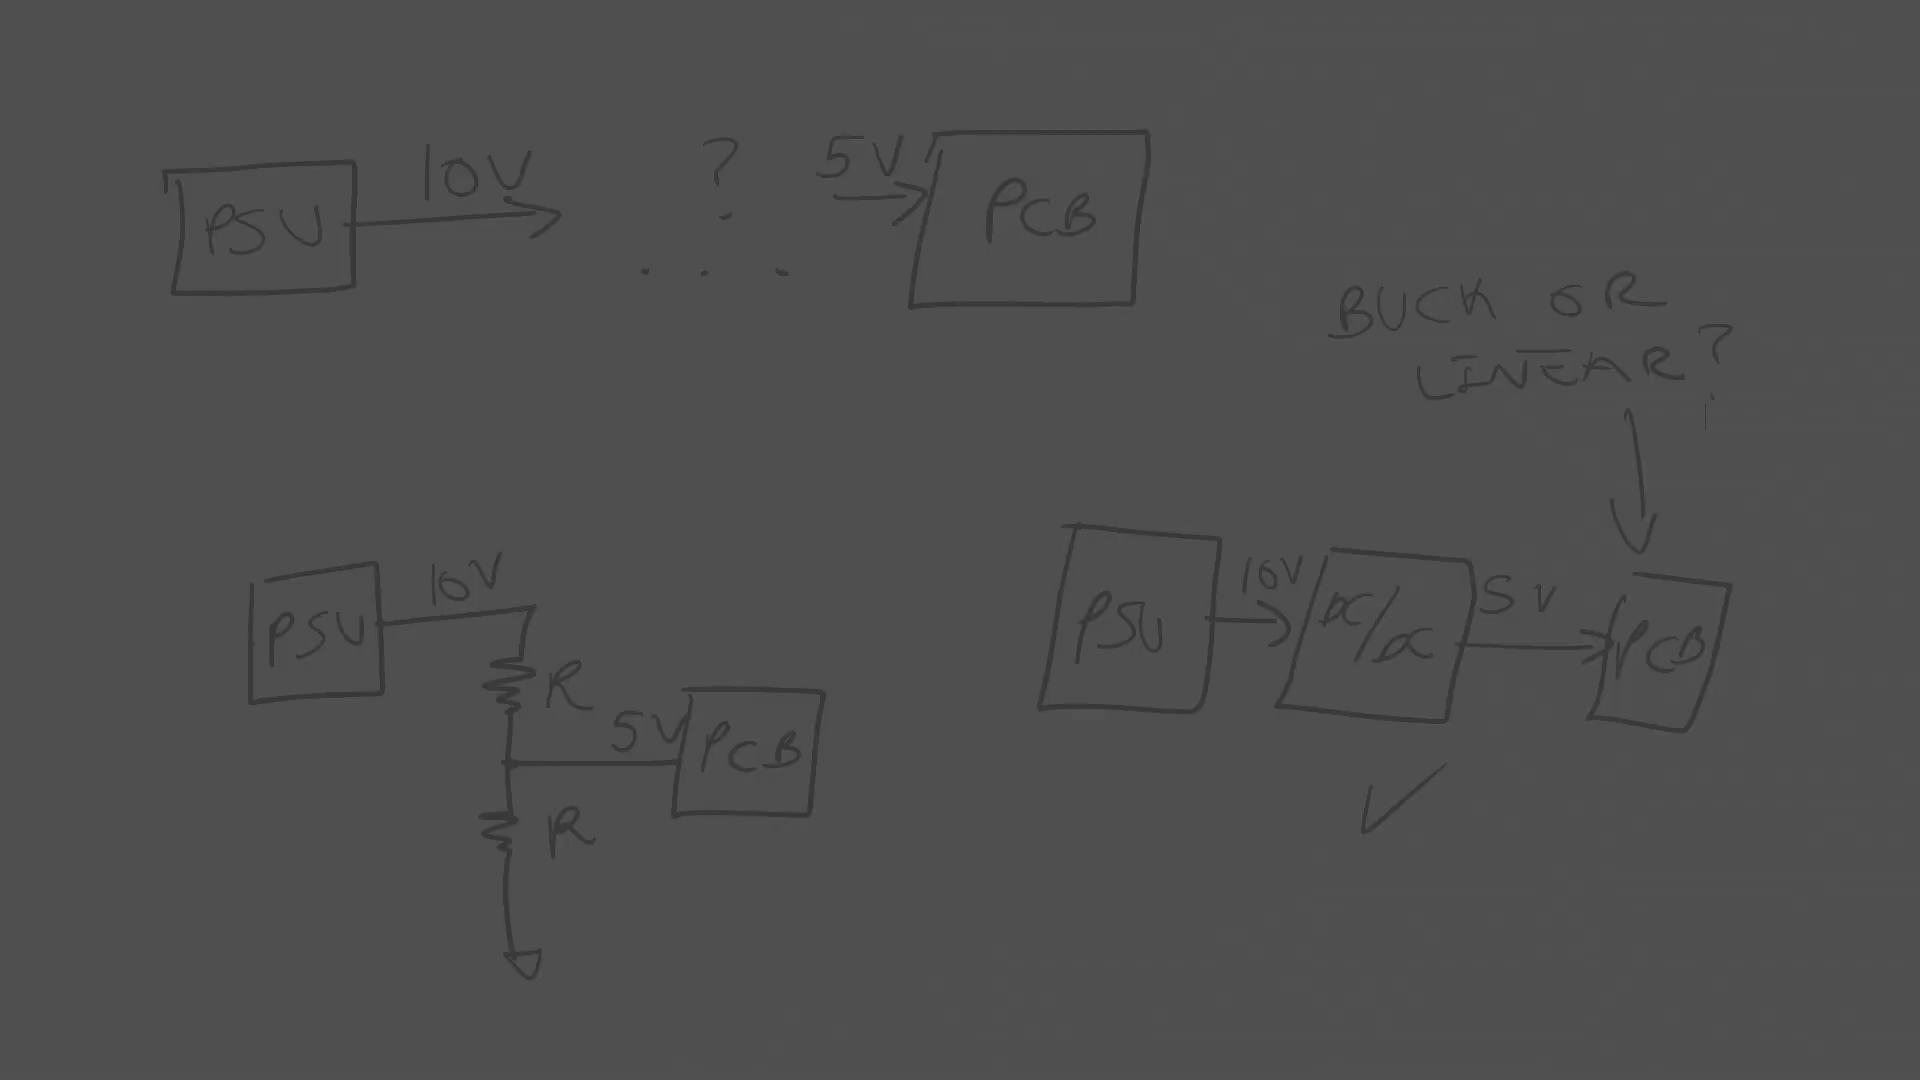 PSU
10V
?
. . .
5V
PCB
BUCK OR
LINEAR?
PSU
10V
R
5V
PCB
R
PSU
10V
DC/DC
5V
PCB